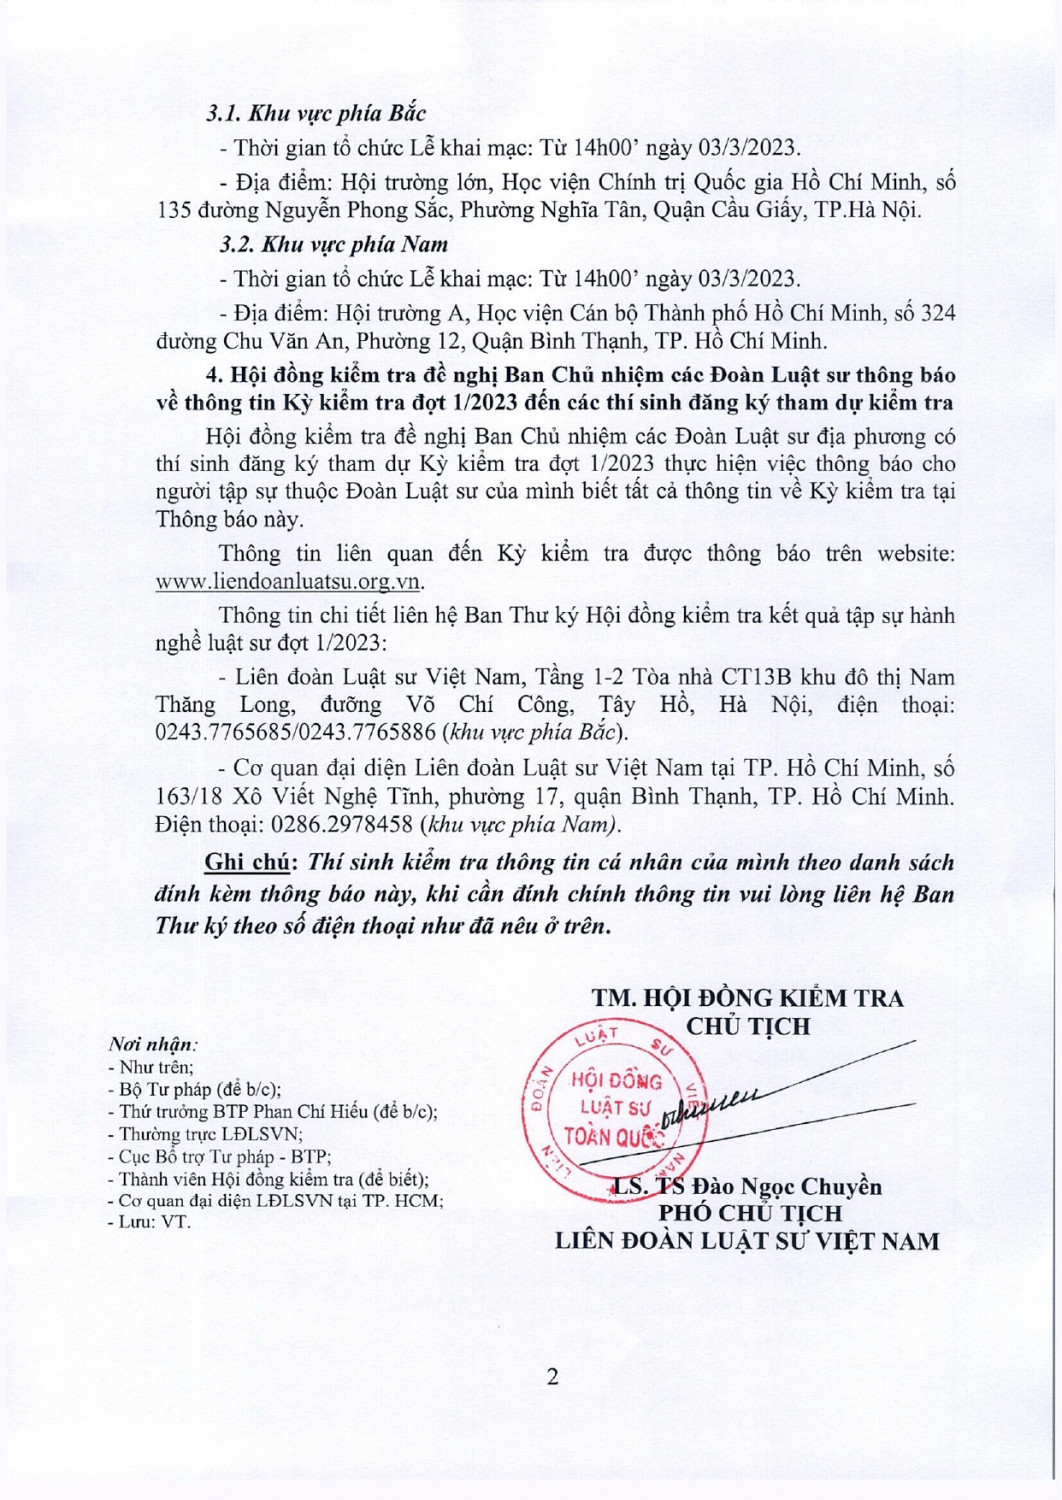 3.1. Khu vực phía Bắc
- Thời gian tổ chức Lễ khai mạc: Từ 14h00’ ngày 03/3/2023.
- Địa điểm: Hội trường lớn, Học viện Chính trị Quốc gia Hồ Chí Minh, số
135 đường Nguyễn Phong Sắc, Phường Nghĩa Tân, Quận Cầu Giấy, TP.Hà Nội.
3.2. Khu vực phía Nam
- Thời gian tổ chức Lễ khai mạc: Từ 14h00’ ngày 03/3/2023.
- Địa điểm: Hội trường A, Học viện Cán bộ Thành phố Hồ Chí Minh, số 324
đường Chu Văn An, Phường 12, Quận Bình Thạnh, TP. Hồ Chí Minh.
4. Hội đồng kiểm tra đề nghị Ban Chủ nhiệm các Đoàn Luật sư thông báo
về thông tin Kỳ kiểm tra đợt 1/2023 đến các thí sinh đăng ký tham dự kiểm tra
Hội đồng kiểm tra đề nghị Ban Chủ nhiệm các Đoàn Luật sư địa phương có
thí sinh đăng ký tham dự Kỳ kiểm tra đợt 1/2023 thực hiện việc thông báo cho
người tập sự thuộc Đoàn Luật sư của mình biết tất cả thông tin về Kỳ kiểm tra tại
Thông báo này.
Thông tin liên quan đến Kỳ kiểm tra được thông báo trên website:
www.liendoanluatsu.org.vn.
Thông tin chi tiết liên hệ Ban Thư ký Hội đồng kiểm tra kết quả tập sự hành
nghề luật sư đợt 1/2023:
- Liên đoàn Luật sư Việt Nam, Tầng 1-2 Tòa nhà CT13B khu đô thị Nam
Thăng Long, đưỡng Võ Chí Công, Tây Hồ, Hà Nội, điện thoại:
0243.7765685/0243.7765886 (khu vực phía Bắc).
- Cơ quan đại diện Liên đoàn Luật sư Việt Nam tại TP. Hồ Chí Minh, số
163/18 Xô Viết Nghệ Tĩnh, phường 17, quận Bình Thạnh, TP. Hồ Chí Minh.
Điện thoại: 0286.2978458 (khu vực phía Nam).
Ghi chú: Thí sinh kiểm tra thông tin cá nhân của mình theo danh sách
đính kèm thông báo này, khi cần đính chính thông tin vui lòng liên hệ Ban
Thư ký theo số điện thoại như đã nêu ở trên.
TM. HỘI ĐỒNG KIỂM TRA
CHỦ TỊCH
LIÊN ĐOÀN LUẬT SƯ VIỆT NAM
HỘI ĐỒNG
LUẬT SƯ
TOÀN QUỐC
LS. TS Đào Ngọc Chuyền
PHÓ CHỦ TỊCH
LIÊN ĐOÀN LUẬT SƯ VIỆT NAM
Nơi nhận:
- Như trên;
- Bộ Tư pháp (để b/c);
- Thứ trưởng BTP Phan Chí Hiếu (để b/c);
- Thường trực LĐLSVN;
- Cục Bổ trợ Tư pháp - BTP;
- Thành viên Hội đồng kiểm tra (để biết);
- Cơ quan đại diện LĐLSVN tại TP. HCM;
- Lưu: VT.
2